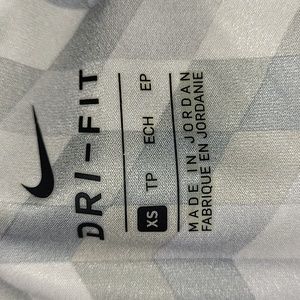 DRI-FIT
XS TP ECH EP
MADE IN JORDAN
FABRIQUE EN JORDANIE